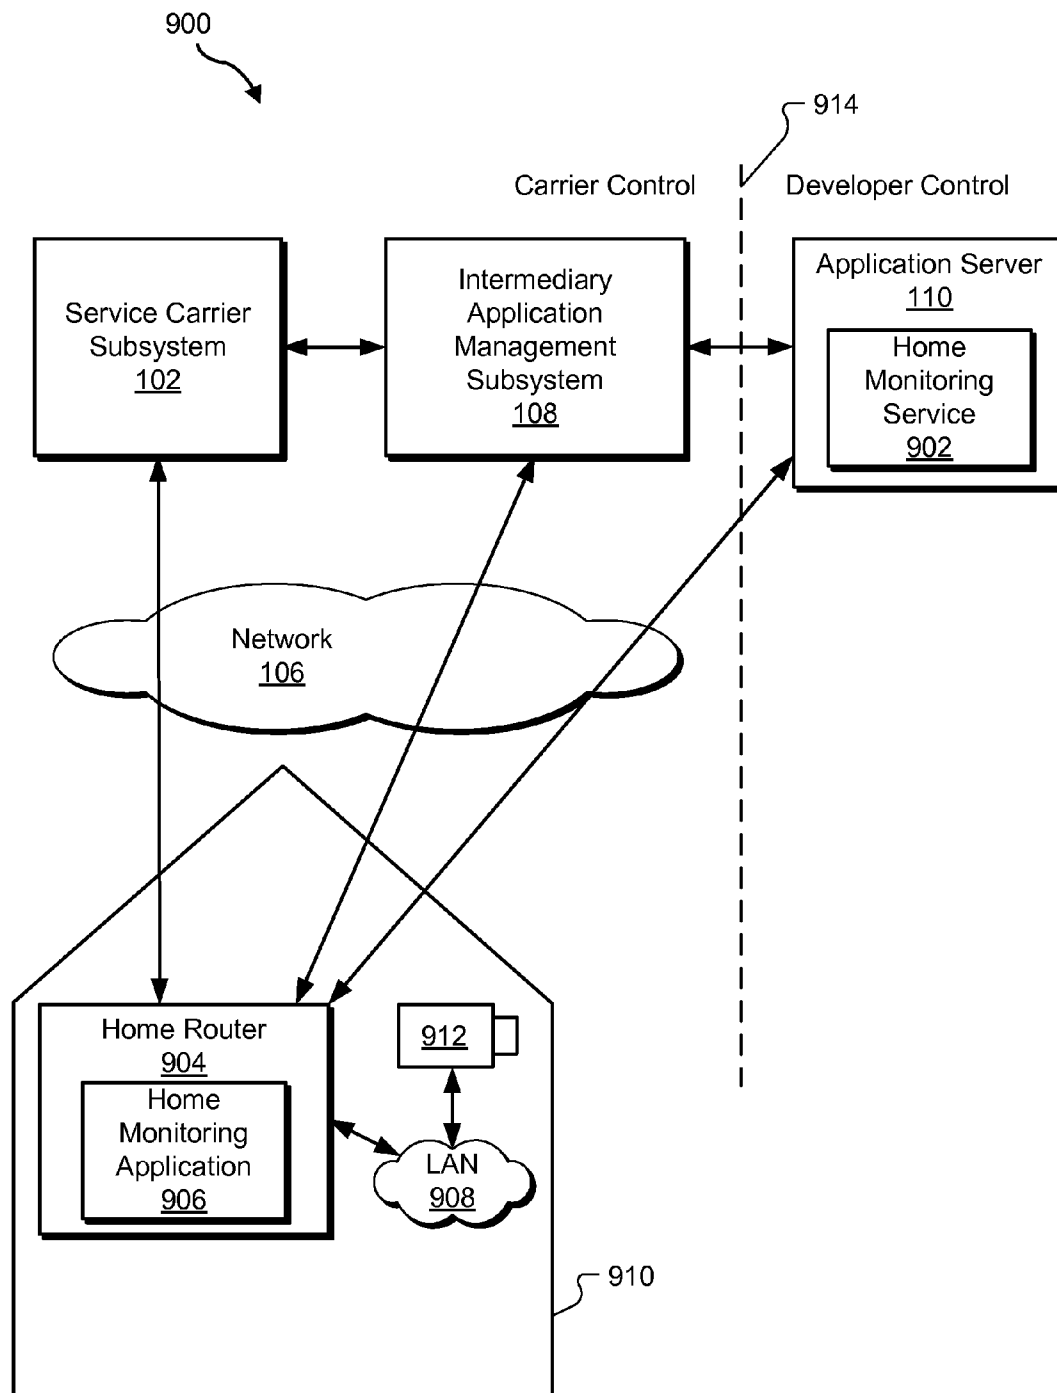 900
914
Carrier Control
Developer Control
Service Carrier
Subsystem
102
Intermediary
Application
Management
Subsystem
108
Application Server
110
Home
Monitoring
Service
902
Network
106
Home Router
904
Home
Monitoring
Application
906
912
LAN
908
910